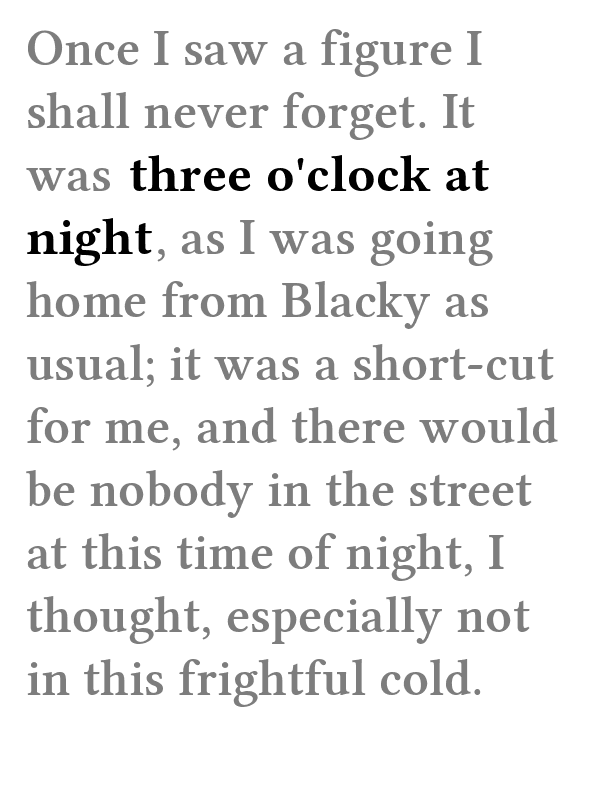 Once I saw a figure I
shall never forget. It
was three o'clock at
night, as I was going
home from Blacky as
usual; it was a short-cut
for me, and there would
be nobody in the street
at this time of night, I
thought, especially not
in this frightful cold.